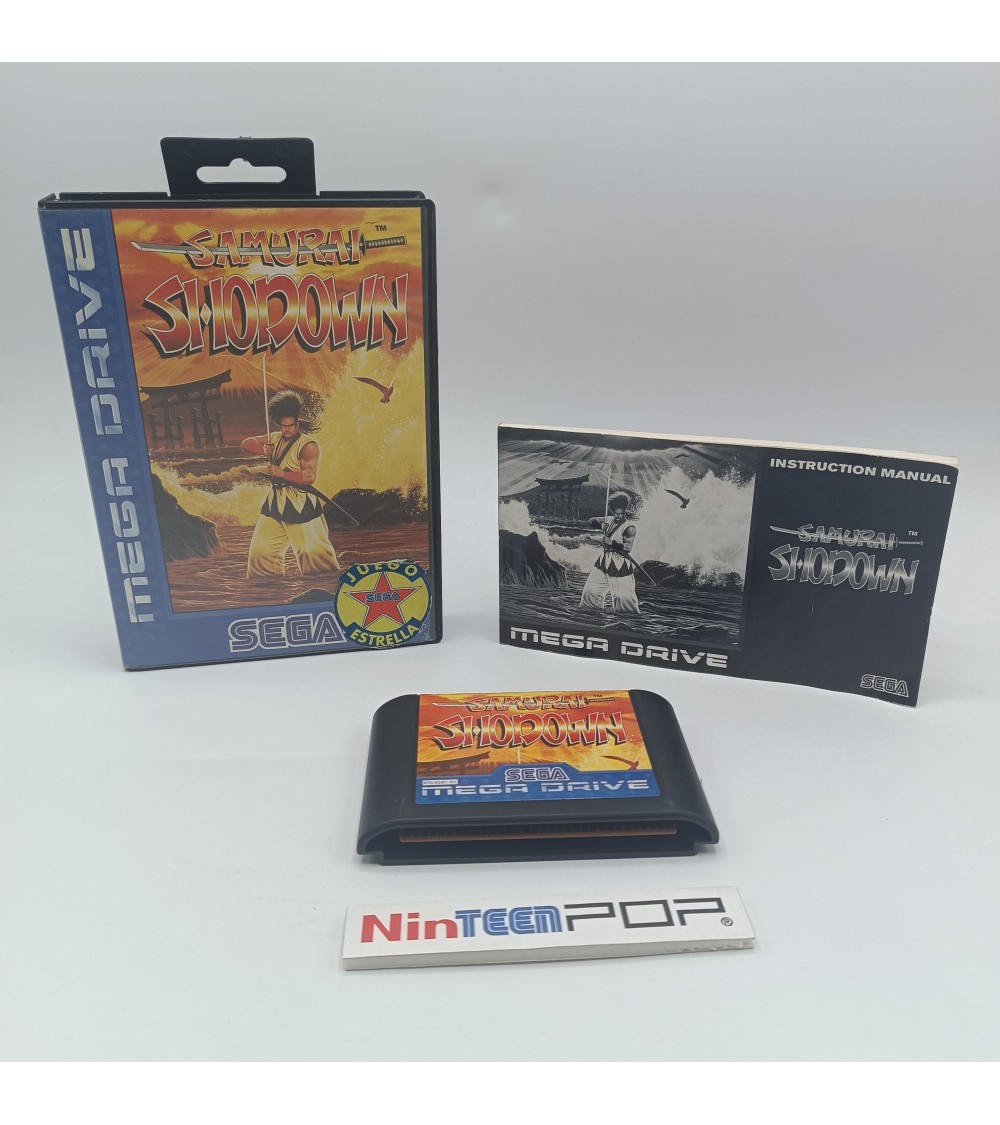 SAMURAI
TM
SHODOWN
MEGA DRIVE
SEGA
JUEGO
SEGA
ESTRELLA
INSTRUCTION MANUAL
SAMURAI
TM
SHODOWN
MEGA DRIVE
SEGA
SAMURAI
TM
SHODOWN
SEGA
MEGA DRIVE
NinTEENPOP®